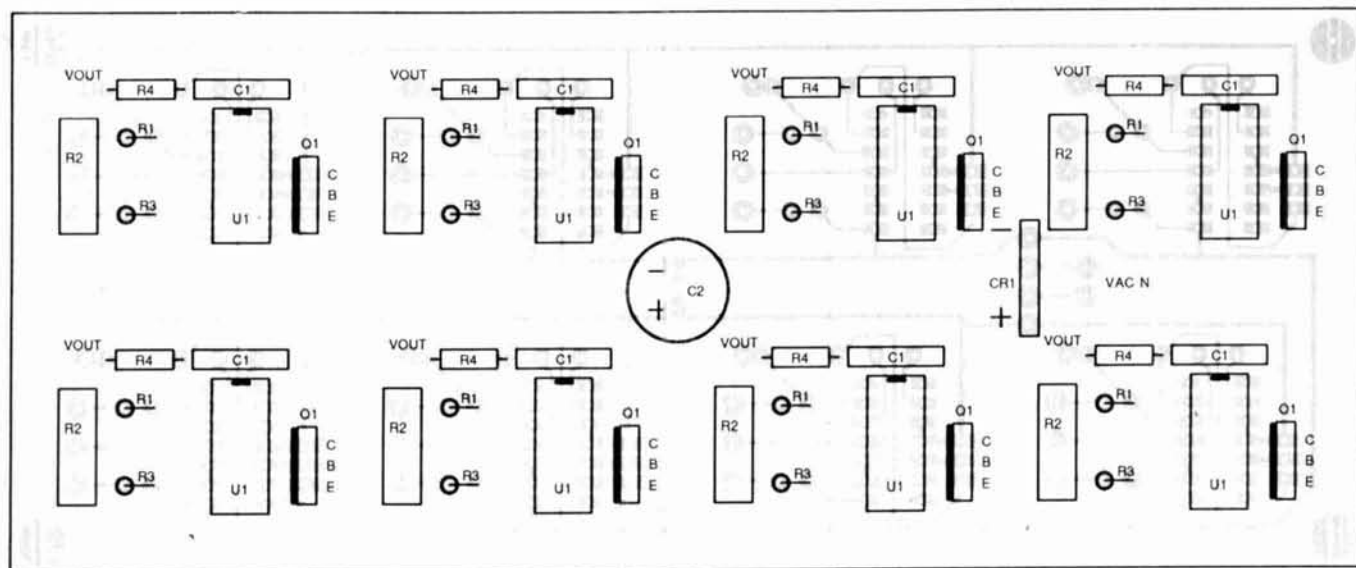 VOUT R4 C1 VOUT R4 C1 VOUT R4 C1 VOUT R4 C1
R1 R1 R1 R1
Q1 Q1 Q1 Q1
R2 R2 R2 R2
C C C C
B B B B
R3 R3 R3 R3
U1 E U1 E U1 E U1 E
−
− C2 CR1 VAC N
+ +
VOUT R4 C1 VOUT R4 C1 VOUT R4 C1 VOUT R4 C1
R1 R1 R1 R1
Q1 Q1 Q1 Q1
R2 R2 R2 R2
C C C C
B B B B
R3 R3 R3 R3
U1 E U1 E U1 E U1 E